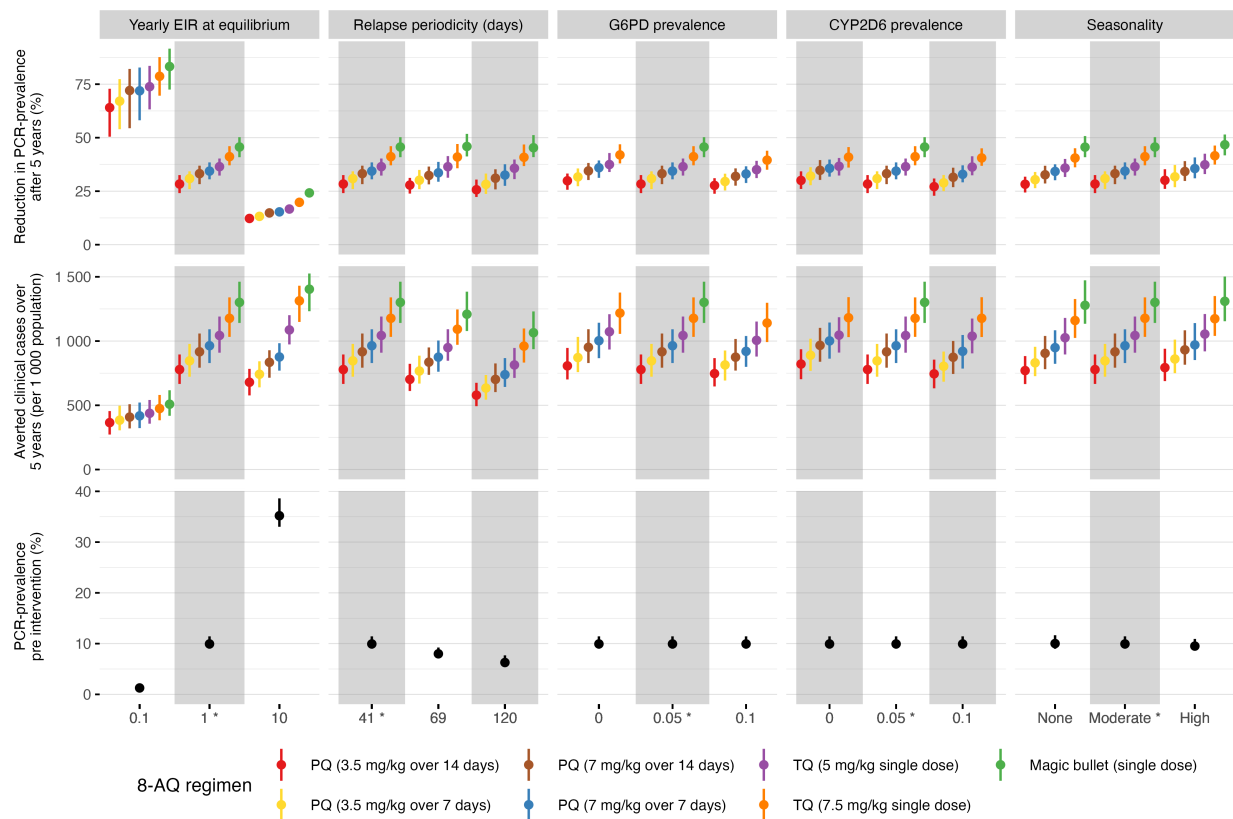 Yearly EIR at equilibrium
Relapse periodicity (days)
G6PD prevalence
CYP2D6 prevalence
Seasonality
Reduction in PCR-prevalence
after 5 years (%)
75
50
25
0
Averted clinical cases over
5 years (per 1 000 population)
1 500
1 000
500
0
PCR-prevalence
pre intervention (%)
40
30
20
10
0
0.1 1 * 10
41 * 69 120
0 0.05 * 0.1
0 0.05 * 0.1
None Moderate * High
8-AQ regimen
PQ (3.5 mg/kg over 14 days)
PQ (7 mg/kg over 14 days)
TQ (5 mg/kg single dose)
Magic bullet (single dose)
PQ (3.5 mg/kg over 7 days)
PQ (7 mg/kg over 7 days)
TQ (7.5 mg/kg single dose)